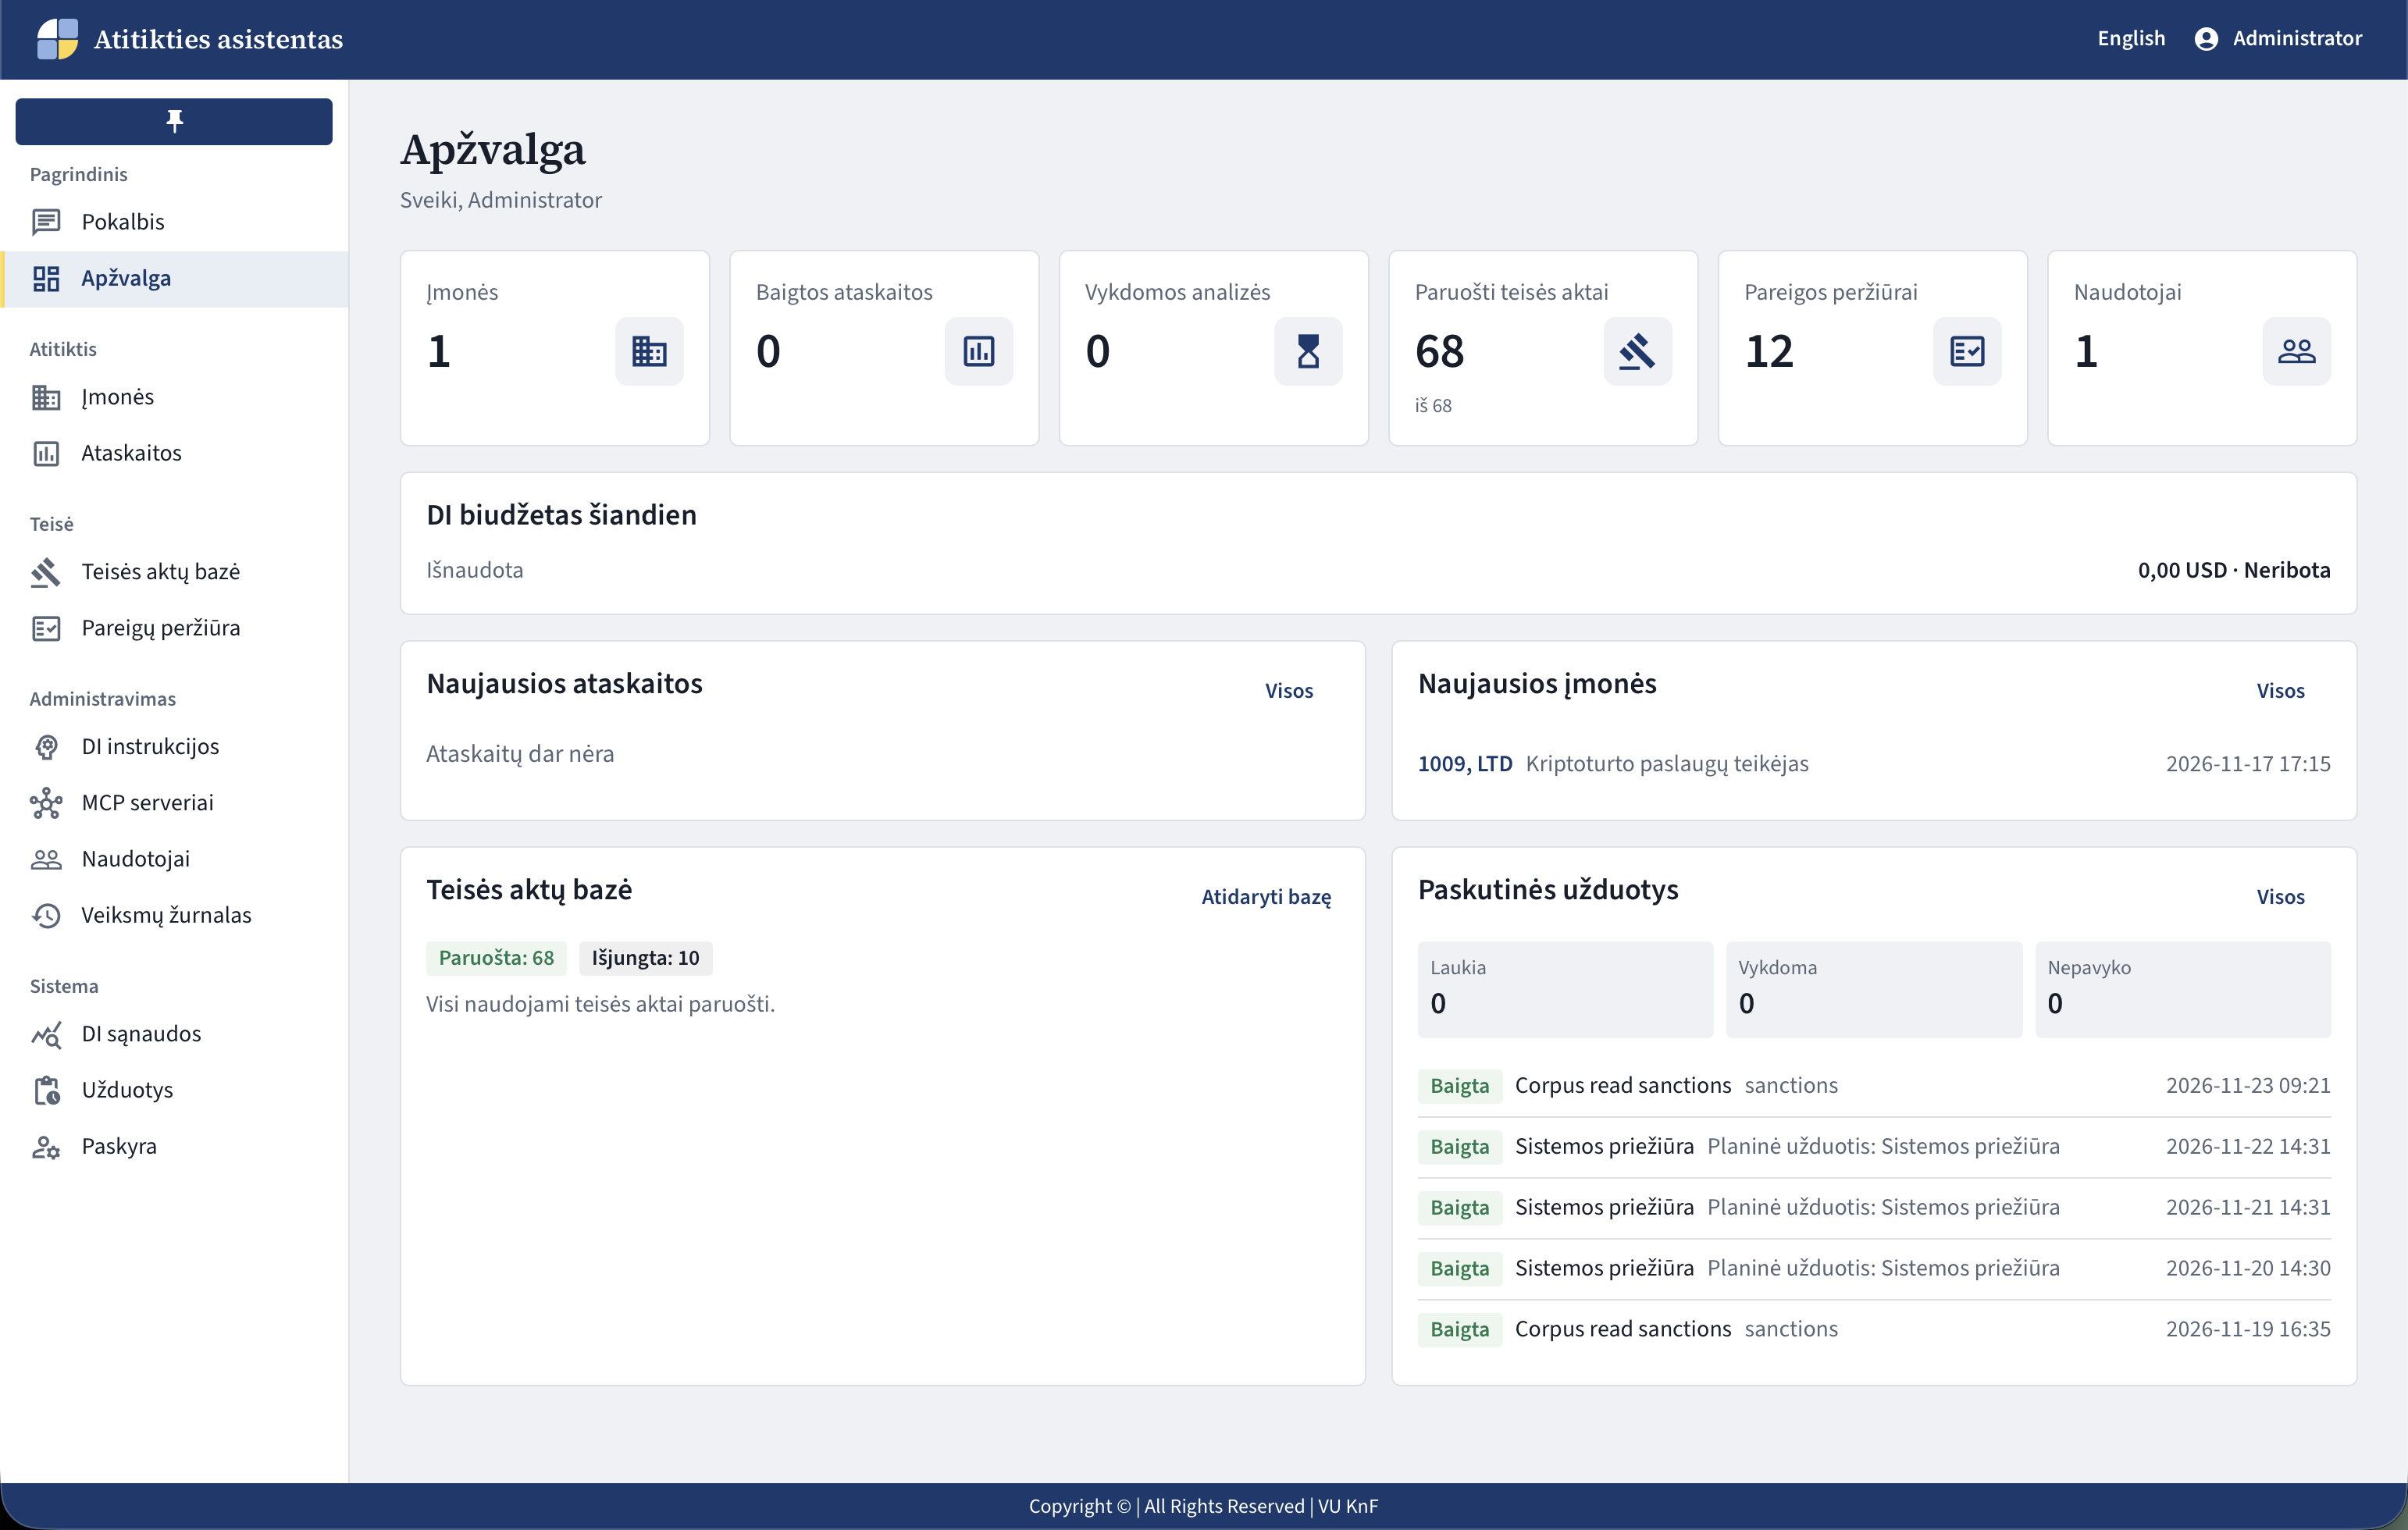 Atitikties asistentas
English
Administrator
Pagrindinis
Pokalbis
Apžvalga
Atitiktis
Įmonės
Ataskaitos
Teisė
Teisės aktų bazė
Pareigų peržiūra
Administravimas
DI instrukcijos
MCP serveriai
Naudotojai
Veiksmų žurnalas
Sistema
DI sąnaudos
Užduotys
Paskyra
Apžvalga
Sveiki, Administrator
Įmonės
1
Baigtos ataskaitos
0
Vykdomos analizės
0
Paruošti teisės aktai
68
iš 68
Pareigos peržiūrai
12
Naudotojai
1
DI biudžetas šiandien
Išnaudota
0,00 USD · Neribota
Naujausios ataskaitos
Visos
Ataskaitų dar nėra
Naujausios įmonės
Visos
1009, LTD Kriptoturto paslaugų teikėjas 2026-11-17 17:15
Teisės aktų bazė
Atidaryti bazę
Paruošta: 68
Išjungta: 10
Visi naudojami teisės aktai paruošti.
Paskutinės užduotys
Visos
Laukia
0
Vykdoma
0
Nepavyko
0
Baigta Corpus read sanctions sanctions 2026-11-23 09:21
Baigta Sistemos priežiūra Planinė užduotis: Sistemos priežiūra 2026-11-22 14:31
Baigta Sistemos priežiūra Planinė užduotis: Sistemos priežiūra 2026-11-21 14:31
Baigta Sistemos priežiūra Planinė užduotis: Sistemos priežiūra 2026-11-20 14:30
Baigta Corpus read sanctions sanctions 2026-11-19 16:35
Copyright © | All Rights Reserved | VU KnF